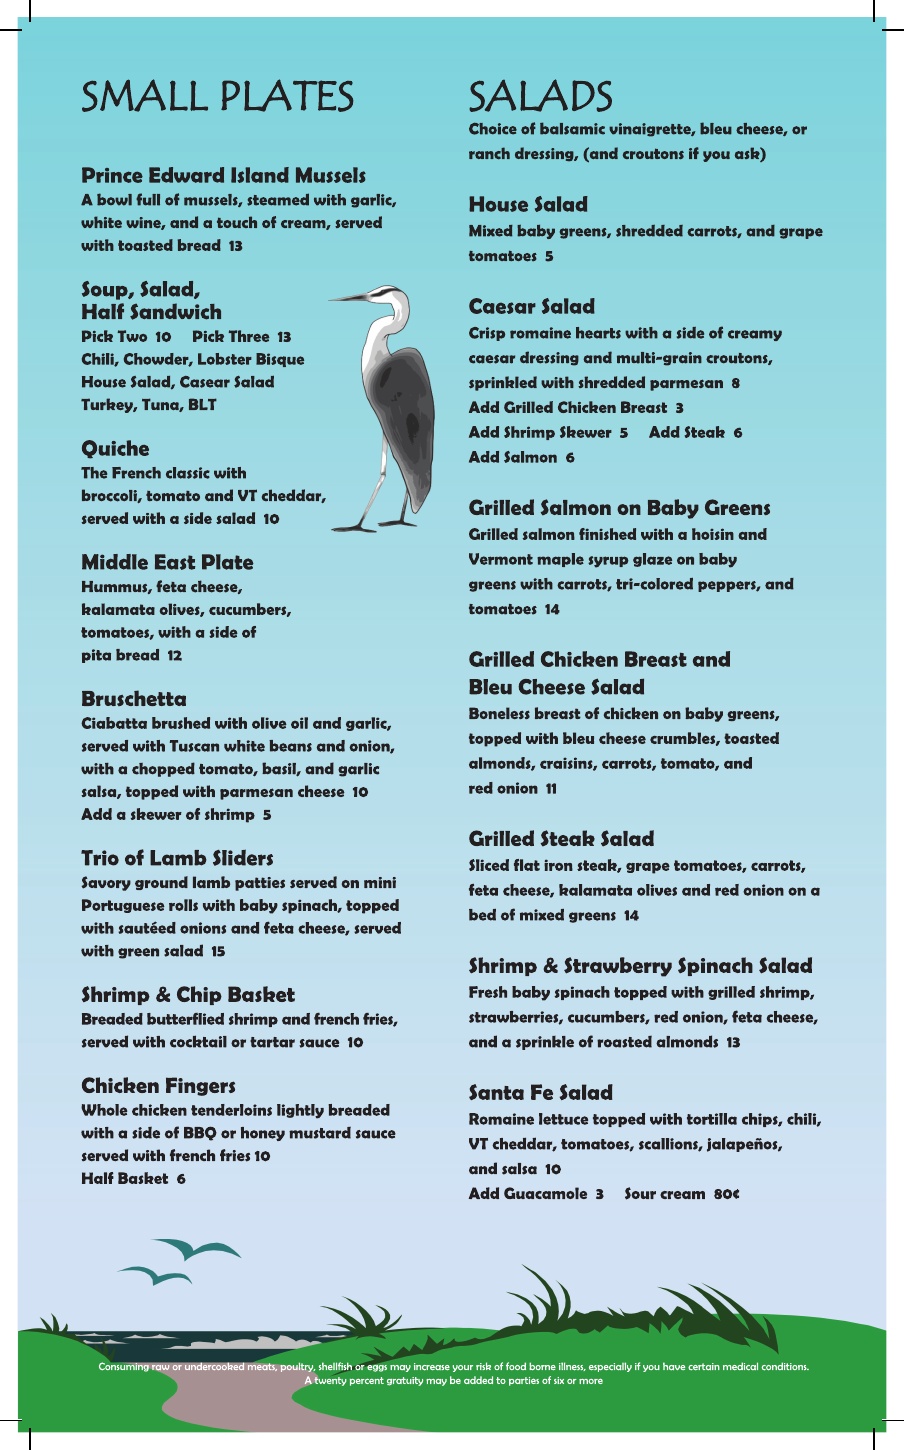 SMALL PLATES
Prince Edward Island Mussels
A bowl full of mussels, steamed with garlic,
white wine, and a touch of cream, served
with toasted bread 13
Soup, Salad,
Half Sandwich
Pick Two 10 Pick Three 13
Chili, Chowder, Lobster Bisque
House Salad, Casear Salad
Turkey, Tuna, BLT
Quiche
The French classic with
broccoli, tomato and VT cheddar,
served with a side salad 10
Middle East Plate
Hummus, feta cheese,
kalamata olives, cucumbers,
tomatoes, with a side of
pita bread 12
Bruschetta
Ciabatta brushed with olive oil and garlic,
served with Tuscan white beans and onion,
with a chopped tomato, basil, and garlic
salsa, topped with parmesan cheese 10
Add a skewer of shrimp 5
Trio of Lamb Sliders
Savory ground lamb patties served on mini
Portuguese rolls with baby spinach, topped
with sautéed onions and feta cheese, served
with green salad 15
Shrimp & Chip Basket
Breaded butterflied shrimp and french fries,
served with cocktail or tartar sauce 10
Chicken Fingers
Whole chicken tenderloins lightly breaded
with a side of BBQ or honey mustard sauce
served with french fries 10
Half Basket 6
SALADS
Choice of balsamic vinaigrette, bleu cheese, or
ranch dressing, (and croutons if you ask)
House Salad
Mixed baby greens, shredded carrots, and grape
tomatoes 5
Caesar Salad
Crisp romaine hearts with a side of creamy
caesar dressing and multi-grain croutons,
sprinkled with shredded parmesan 8
Add Grilled Chicken Breast 3
Add Shrimp Skewer 5 Add Steak 6
Add Salmon 6
Grilled Salmon on Baby Greens
Grilled salmon finished with a hoisin and
Vermont maple syrup glaze on baby
greens with carrots, tri-colored peppers, and
tomatoes 14
Grilled Chicken Breast and
Bleu Cheese Salad
Boneless breast of chicken on baby greens,
topped with bleu cheese crumbles, toasted
almonds, craisins, carrots, tomato, and
red onion 11
Grilled Steak Salad
Sliced flat iron steak, grape tomatoes, carrots,
feta cheese, kalamata olives and red onion on a
bed of mixed greens 14
Shrimp & Strawberry Spinach Salad
Fresh baby spinach topped with grilled shrimp,
strawberries, cucumbers, red onion, feta cheese,
and a sprinkle of roasted almonds 13
Santa Fe Salad
Romaine lettuce topped with tortilla chips, chili,
VT cheddar, tomatoes, scallions, jalapeños,
and salsa 10
Add Guacamole 3 Sour cream 80¢
Consuming raw or undercooked meats, poultry, shellfish or eggs may increase your risk of food borne illness, especially if you have certain medical conditions.
A twenty percent gratuity may be added to parties of six or more